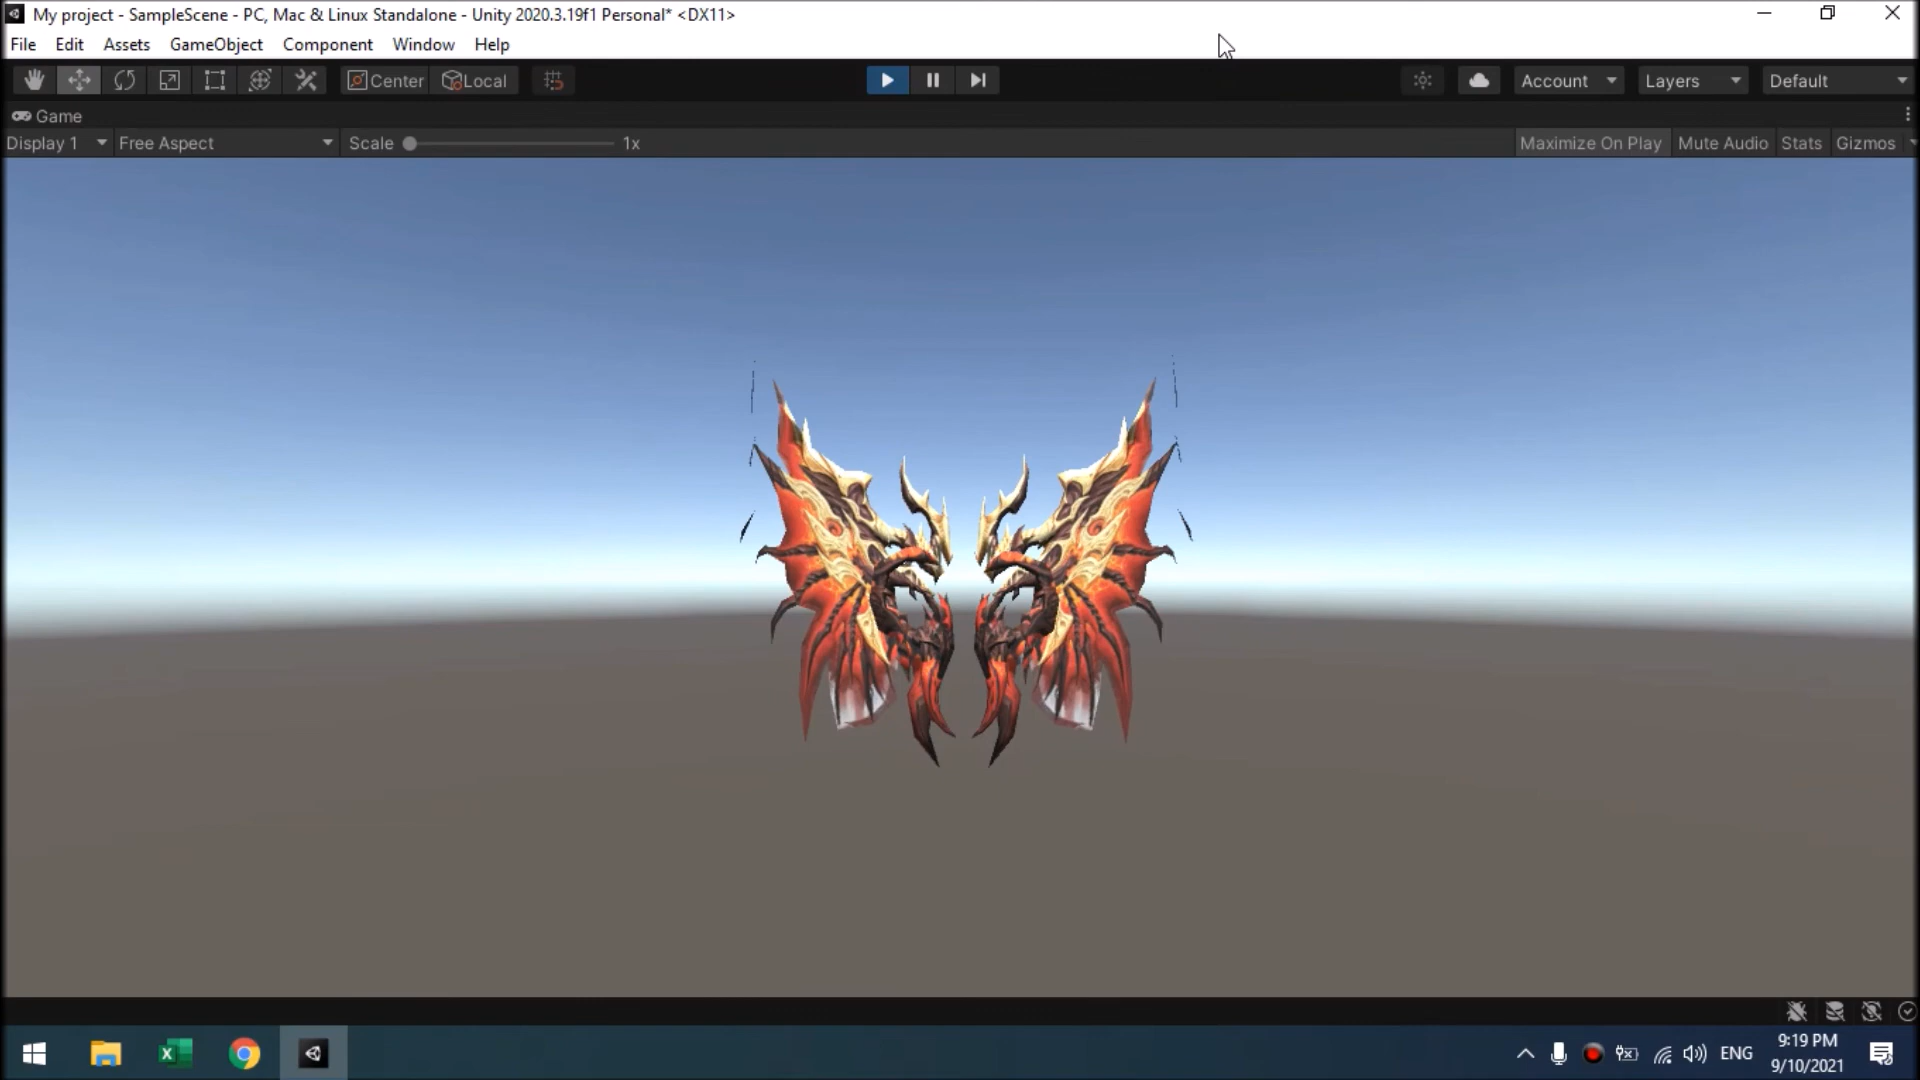 My project - SampleScene - PC, Mac & Linux Standalone - Unity 2020.3.19f1 Personal* <DX11>
File Edit Assets GameObject Component Window Help
Center Local Account Layers Default
Game
Display 1 Free Aspect Scale 1x Maximize On Play Mute Audio Stats Gizmos
ENG 9:19 PM
9/10/2021